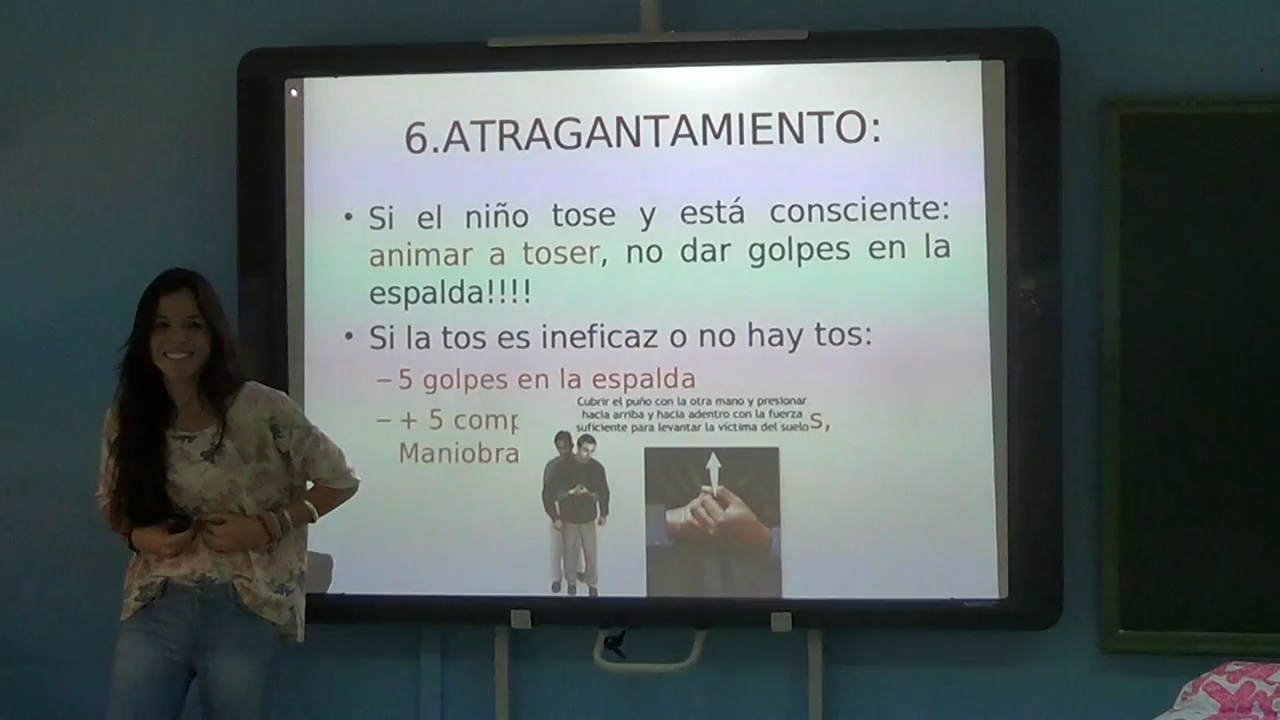 6.ATRAGANTAMIENTO:
• Si el niño tose y está consciente:
animar a toser, no dar golpes en la
espalda!!!!
• Si la tos es ineficaz o no hay tos:
– 5 golpes en la espalda
– + 5 comp s,
Maniobra
Cubrir el puño con la otra mano y presionar
hacia arriba y hacia adentro con la fuerza
suficiente para levantar la víctima del suelo